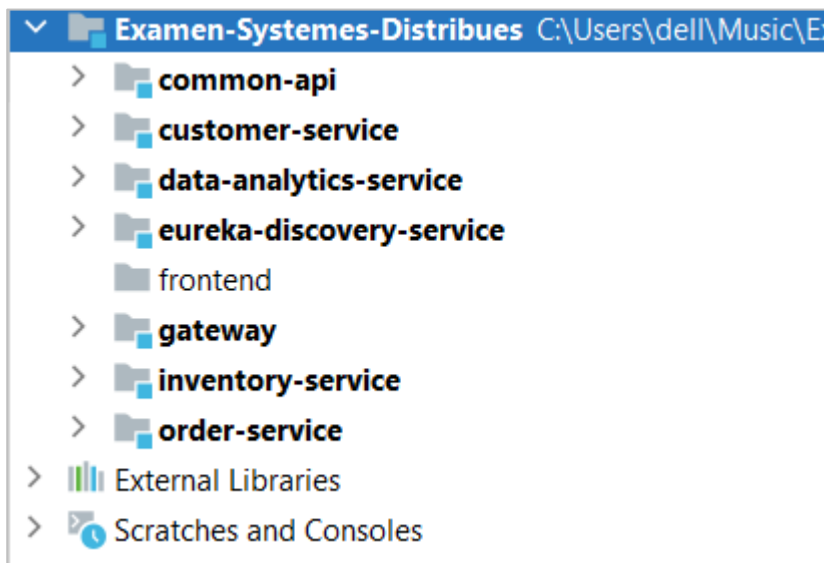 Examen-Systemes-Distribues C:\Users\dell\Music\E
common-api
customer-service
data-analytics-service
eureka-discovery-service
frontend
gateway
inventory-service
order-service
External Libraries
Scratches and Consoles